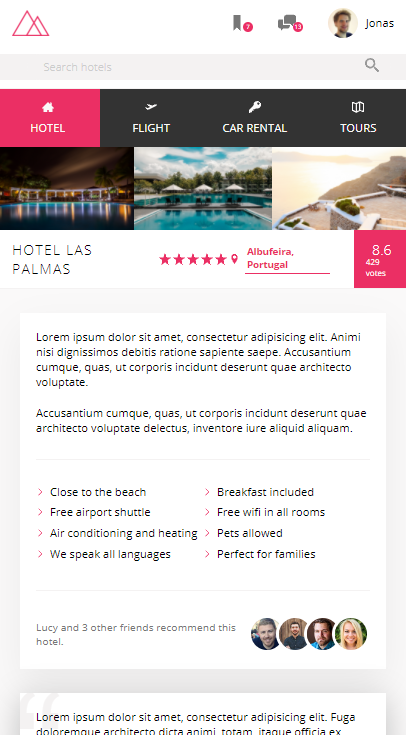 7
13
Jonas
Search hotels
HOTEL
FLIGHT
CAR RENTAL
TOURS
HOTEL LAS
PALMAS
Albufeira,
Portugal
8.6
429
votes
Lorem ipsum dolor sit amet, consectetur adipisicing elit. Animi
nisi dignissimos debitis ratione sapiente saepe. Accusantium
cumque, quas, ut corporis incidunt deserunt quae architecto
voluptate.
Accusantium cumque, quas, ut corporis incidunt deserunt quae
architecto voluptate delectus, inventore iure aliquid aliquam.
Close to the beach
Breakfast included
Free airport shuttle
Free wifi in all rooms
Air conditioning and heating
Pets allowed
We speak all languages
Perfect for families
Lucy and 3 other friends recommend this
hotel.
“
Lorem ipsum dolor sit amet, consectetur adipisicing elit. Fuga
doloremque architecto dicta animi, totam, itaque officia ex